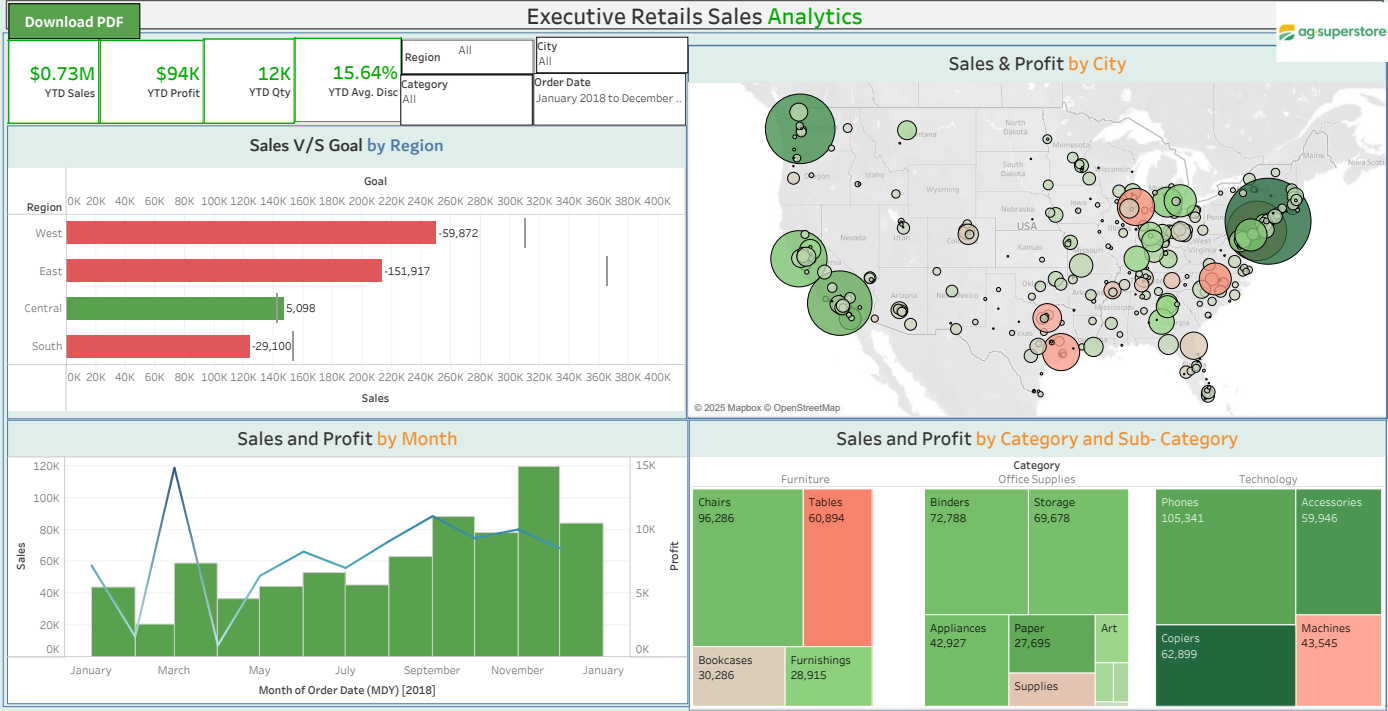 Download PDF
Executive Retails Sales Analytics
ag·superstore
$0.73M
YTD Sales
$94K
YTD Profit
12K
YTD Qty
15.64%
YTD Avg. Disc
Region
All
City
All
Category
All
Order Date
January 2018 to December ..
Sales V/S Goal by Region
Goal
Region
0K 20K 40K 60K 80K 100K 120K 140K 160K 180K 200K 220K 240K 260K 280K 300K 320K 340K 360K 380K 400K
West
-59,872
East
-151,917
Central
5,098
South
-29,100
0K 20K 40K 60K 80K 100K 120K 140K 160K 180K 200K 220K 240K 260K 280K 300K 320K 340K 360K 380K 400K
Sales
Sales & Profit by City
North
Dakota
Minnesota
South
Dakota
Idaho
Wyoming
Nebraska
Iowa
Nevada
Utah
USA
Kansas
West
Virginia
Arizona
Mississippi
Maine
© 2025 Mapbox © OpenStreetMap
Sales and Profit by Month
120K
100K
80K
60K
40K
20K
0K
Sales
15K
10K
5K
0K
Profit
January
March
May
July
September
November
January
Month of Order Date (MDY) [2018]
Sales and Profit by Category and Sub- Category
Category
Furniture
Office Supplies
Technology
Chairs
96,286
Tables
60,894
Bookcases
30,286
Furnishings
28,915
Binders
72,788
Storage
69,678
Appliances
42,927
Paper
27,695
Art
Supplies
Phones
105,341
Accessories
59,946
Copiers
62,899
Machines
43,545